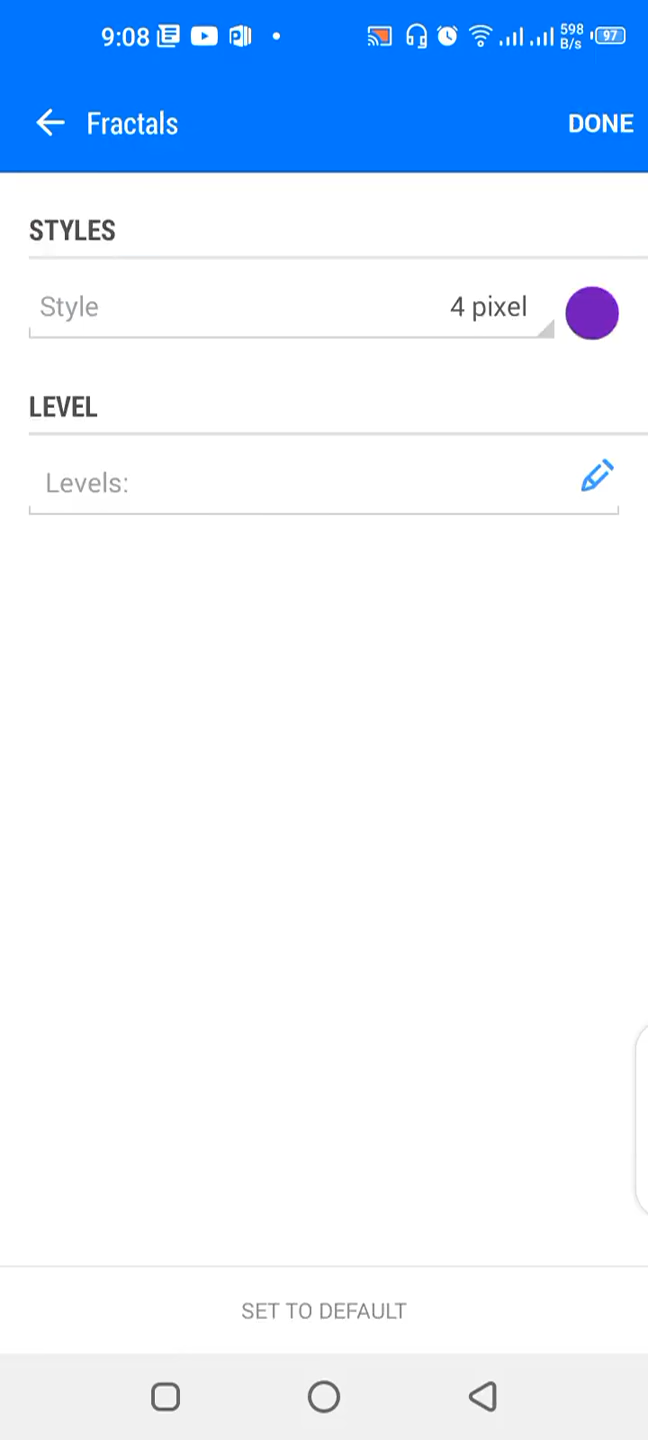 9:08 598 B/s 97
Fractals DONE
STYLES
Style 4 pixel
LEVEL
Levels:
SET TO DEFAULT